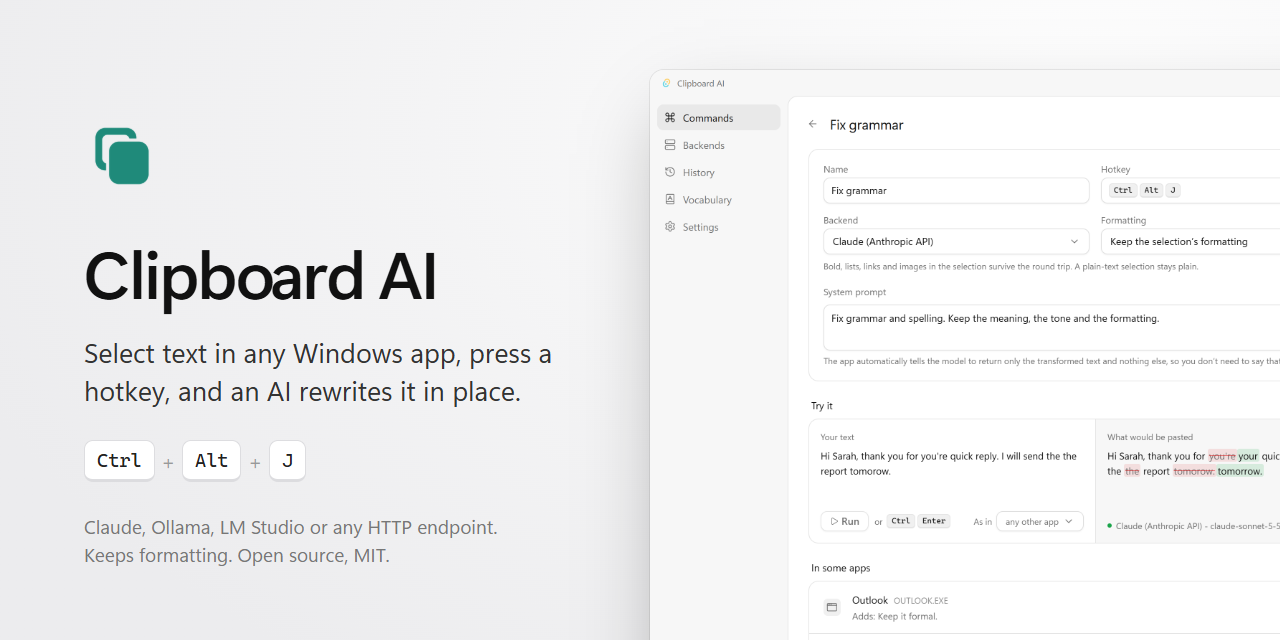 Clipboard AI
Select text in any Windows app, press a
hotkey, and an AI rewrites it in place.
Ctrl + Alt + J
Claude, Ollama, LM Studio or any HTTP endpoint.
Keeps formatting. Open source, MIT.
Clipboard AI
Commands
Backends
History
Vocabulary
Settings
Fix grammar
Name
Fix grammar
Hotkey
Ctrl Alt J
Backend
Claude (Anthropic API)
Formatting
Keep the selection's formatting
Bold, lists, links and images in the selection survive the round trip. A plain-text selection stays plain.
System prompt
Fix grammar and spelling. Keep the meaning, the tone and the formatting.
The app automatically tells the model to return only the transformed text and nothing else, so you don't need to say that
Try it
Your text
Hi Sarah, thank you for you're quick reply. I will send the the
report tomorow.
Run or Ctrl Enter
As in any other app
What would be pasted
Hi Sarah, thank you for you're your quic
the the report tomorow. tomorrow.
Claude (Anthropic API) - claude-sonnet-5-5
In some apps
Outlook OUTLOOK.EXE
Adds: Keep it formal.